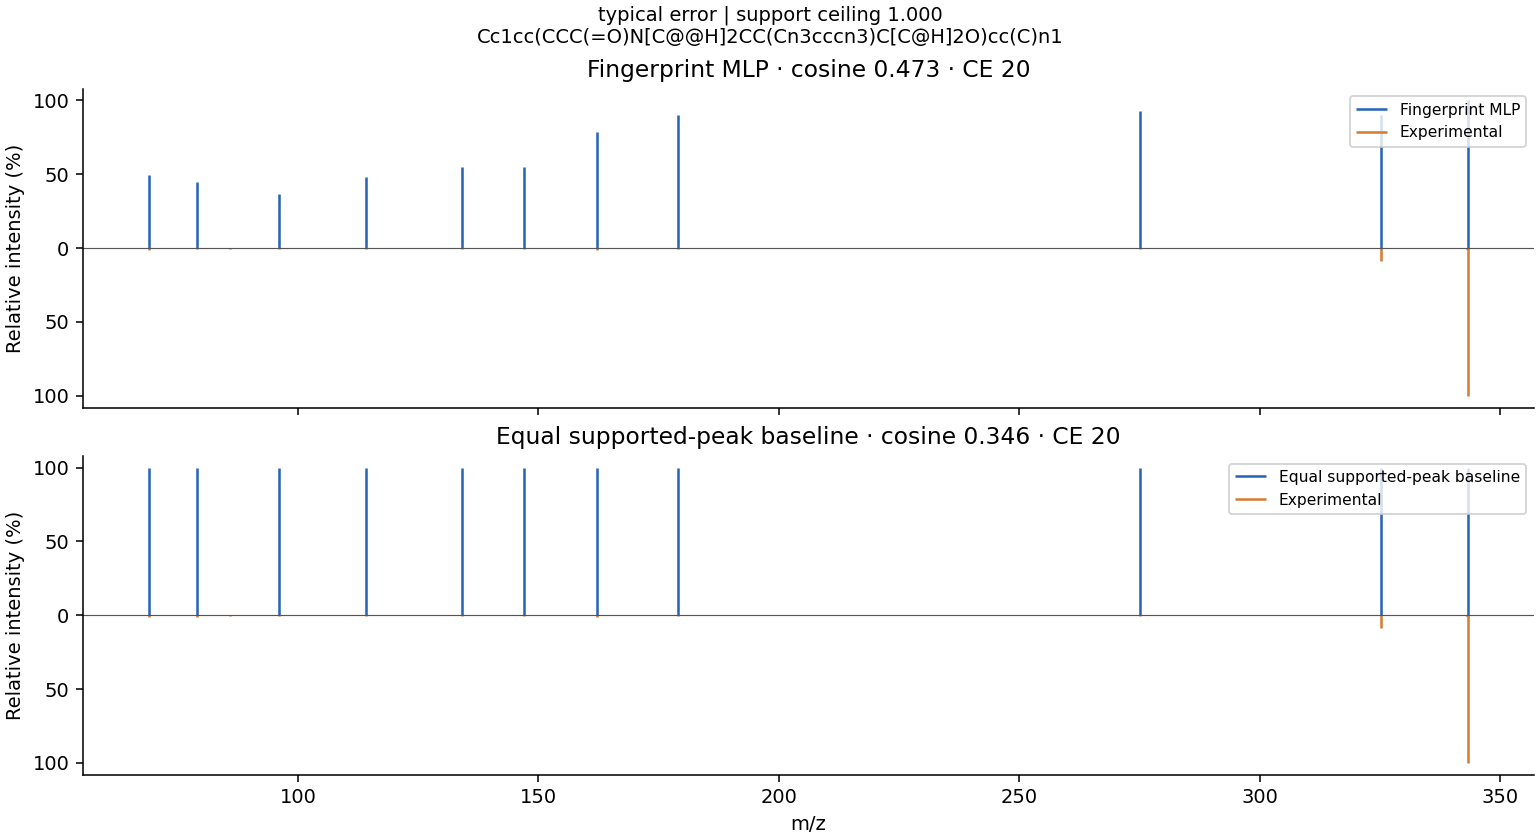 typical error | support ceiling 1.000
Cc1cc(CCC(=O)N[C@@H]2CC(Cn3cccn3)C[C@H]2O)cc(C)n1
Fingerprint MLP · cosine 0.473 · CE 20
100
50
0
50
100
Relative intensity (%)
Fingerprint MLP
Experimental
Equal supported-peak baseline · cosine 0.346 · CE 20
100
50
0
50
100
Relative intensity (%)
Equal supported-peak baseline
Experimental
100
150
200
250
300
350
m/z